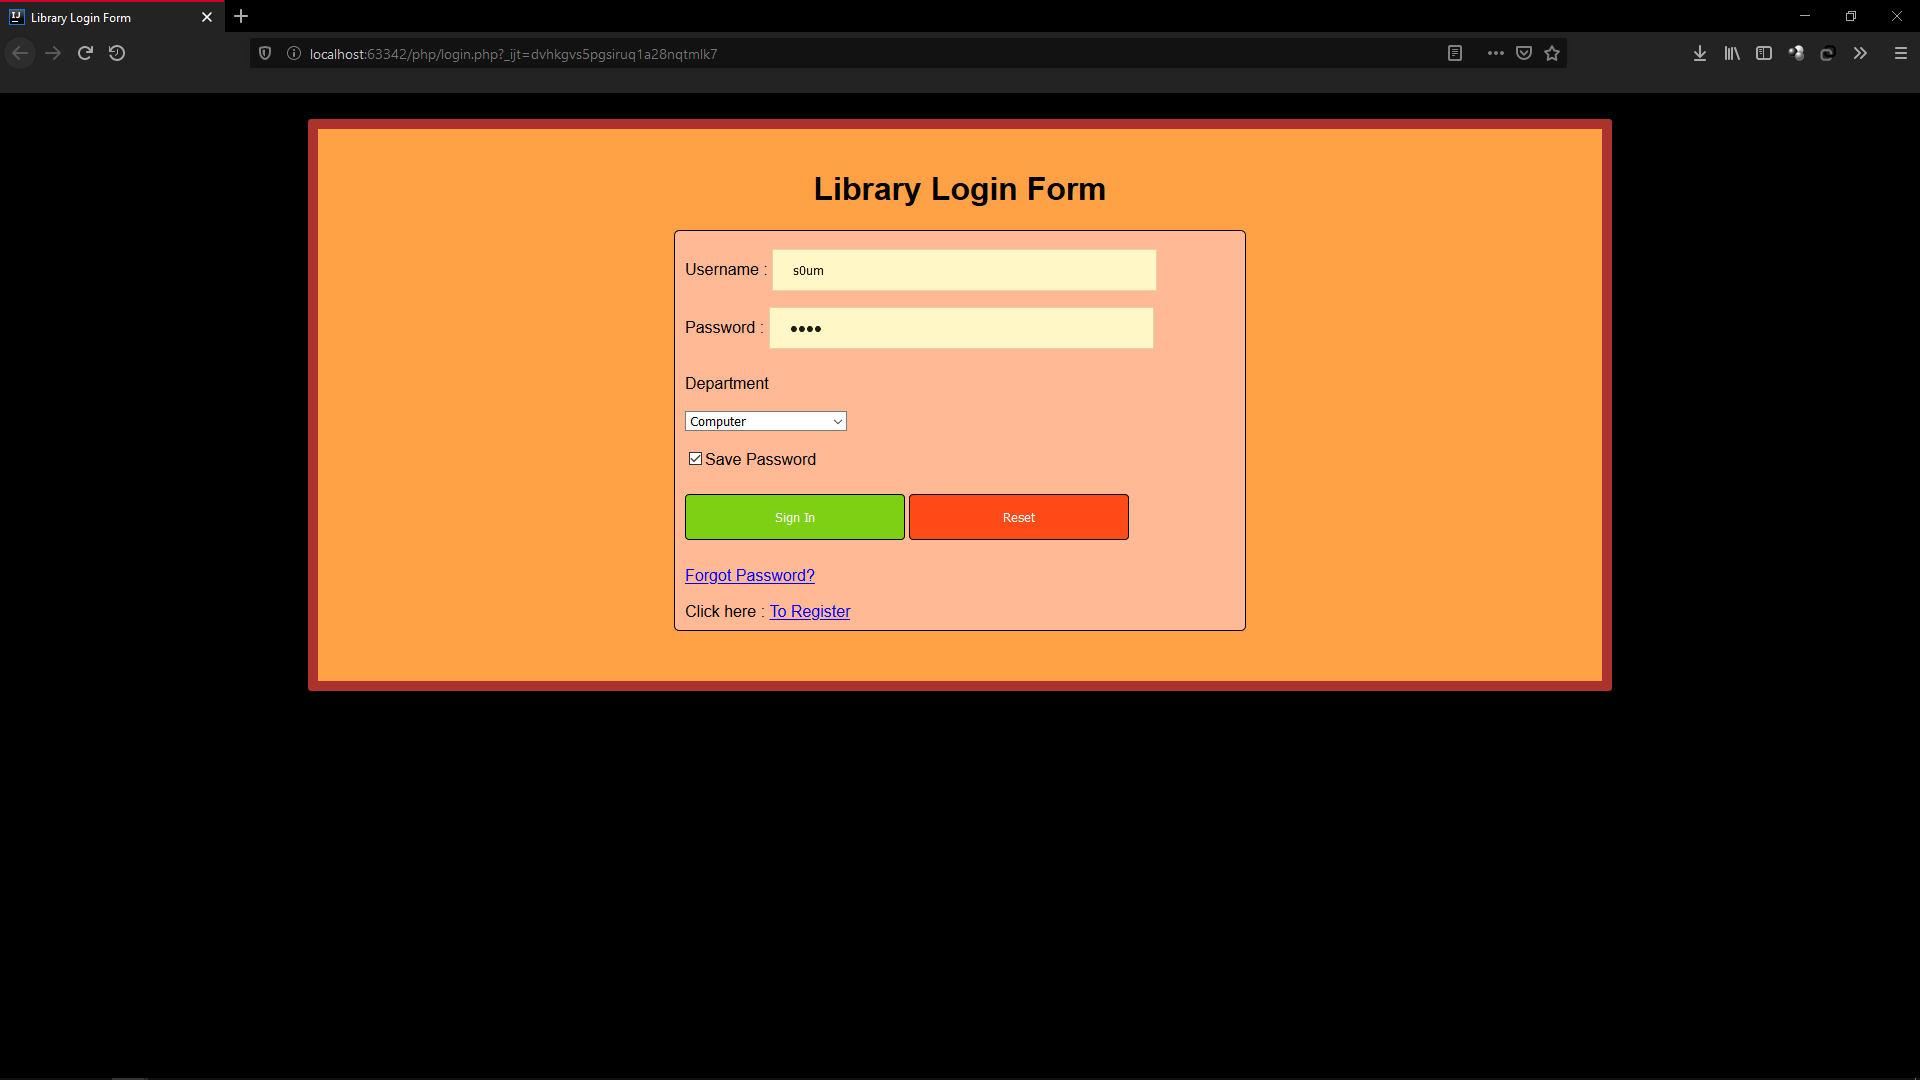 Library Login Form
localhost:63342/php/login.php?_ijt=dvhkgvs5pgsiruq1a28nqtmlk7
Library Login Form
Username : s0um
Password : ●●●●
Department
Computer
Save Password
Sign In Reset
Forgot Password?
Click here : To Register